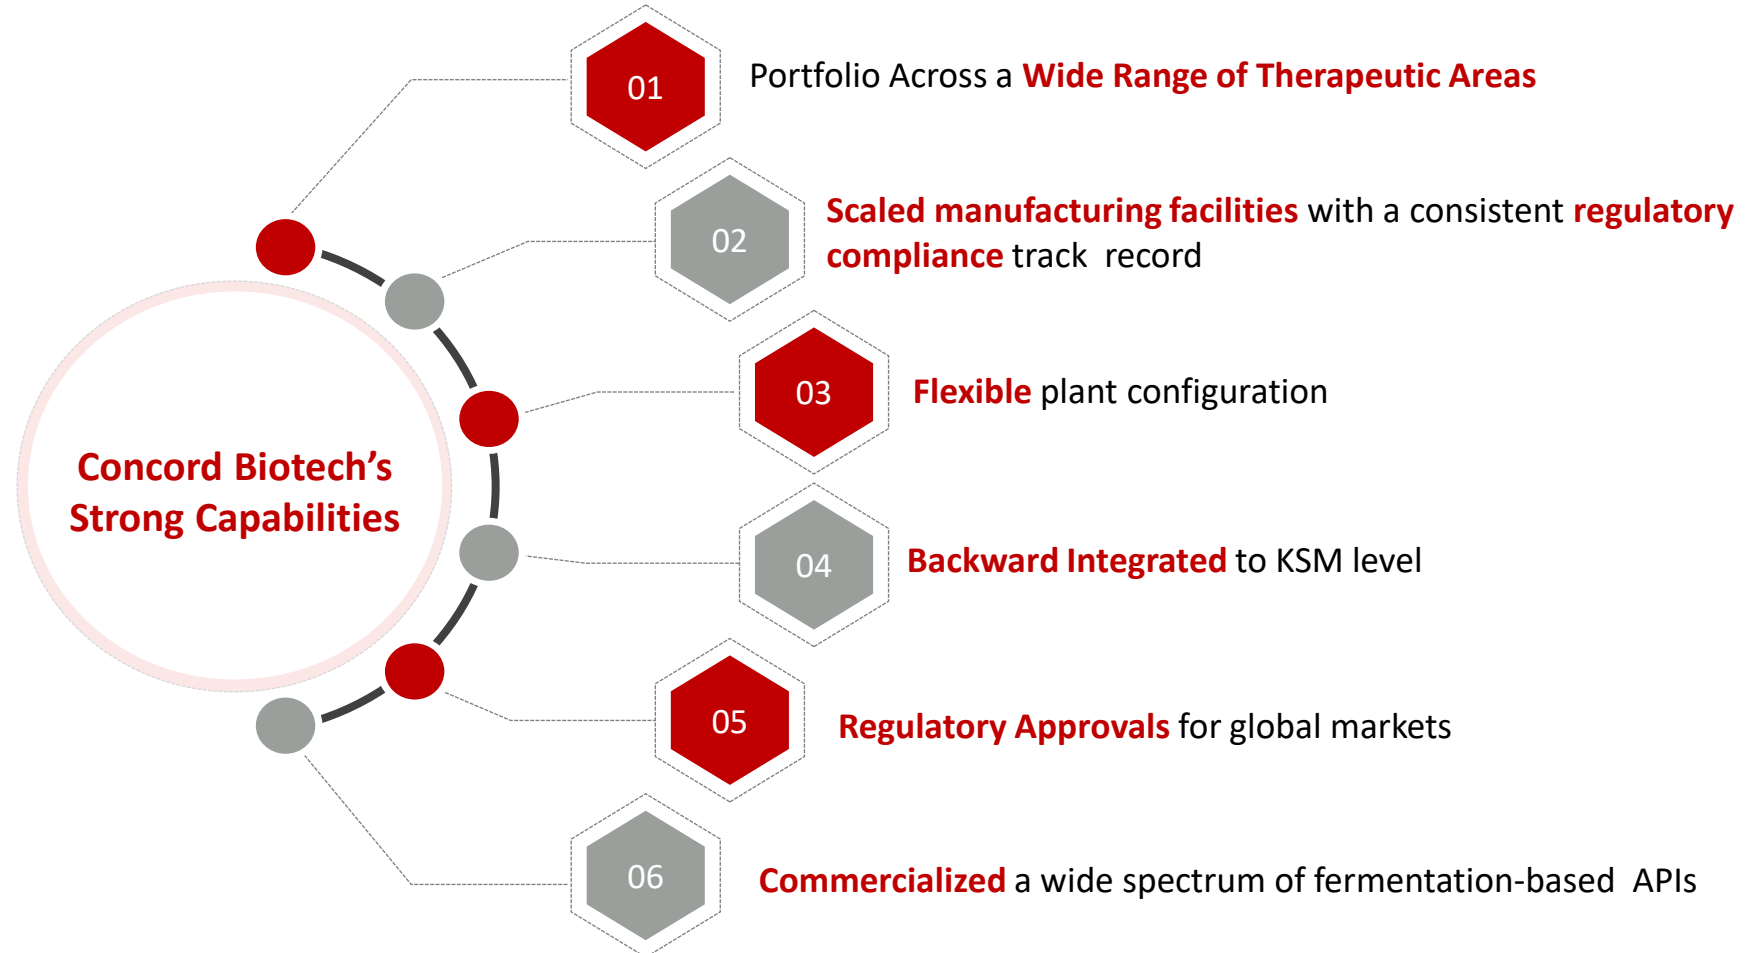 01
Portfolio Across a Wide Range of Therapeutic Areas
02
Scaled manufacturing facilities with a consistent regulatory
compliance track record
03
Flexible plant configuration
Concord Biotech’s
Strong Capabilities
04
Backward Integrated to KSM level
05
Regulatory Approvals for global markets
06
Commercialized a wide spectrum of fermentation-based APIs